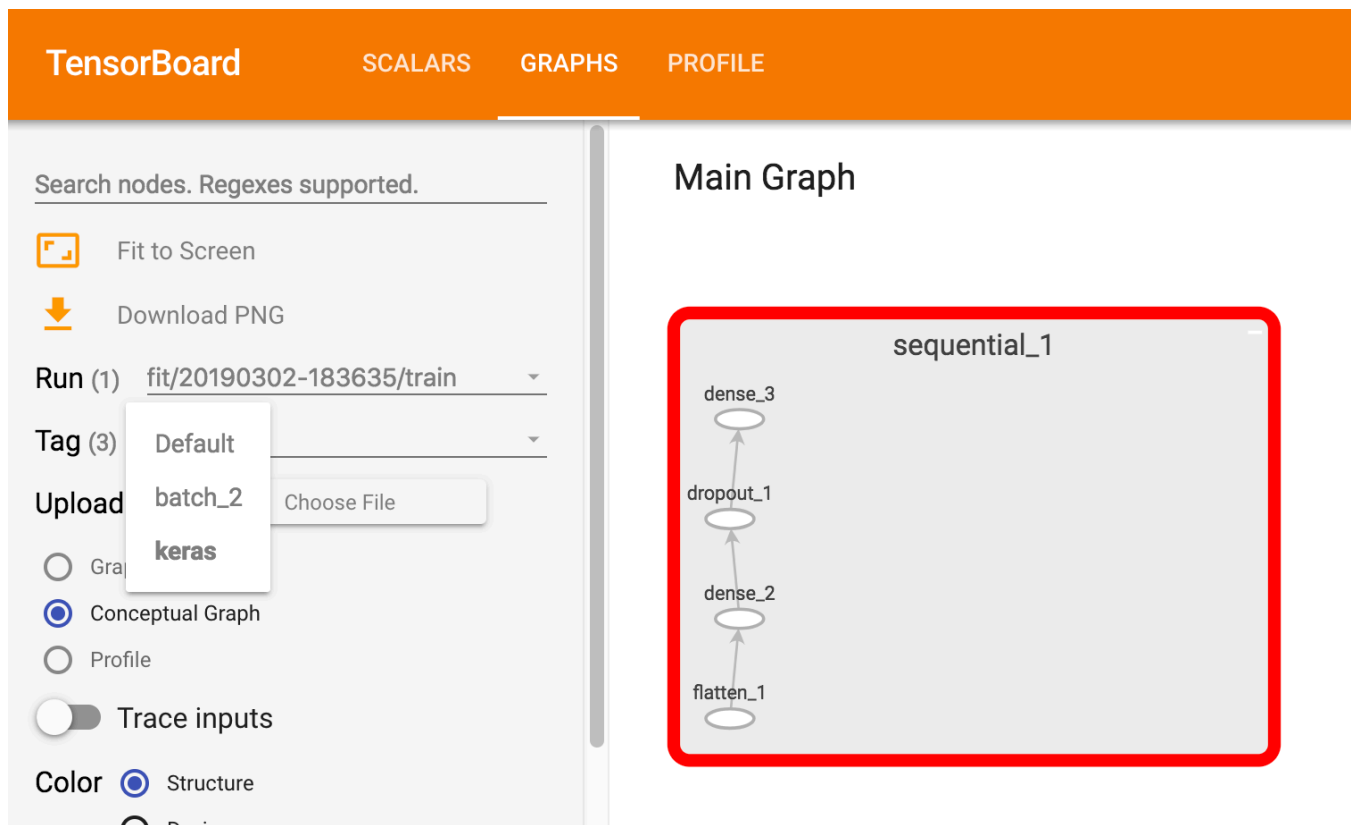 TensorBoard SCALARS GRAPHS PROFILE
Search nodes. Regexes supported.
Fit to Screen
Download PNG
Run (1) fit/20190302-183635/train
Tag (3)
Default
batch_2
keras
Upload Choose File
Conceptual Graph
Profile
Trace inputs
Color Structure
Main Graph
sequential_1
dense_3
dropout_1
dense_2
flatten_1